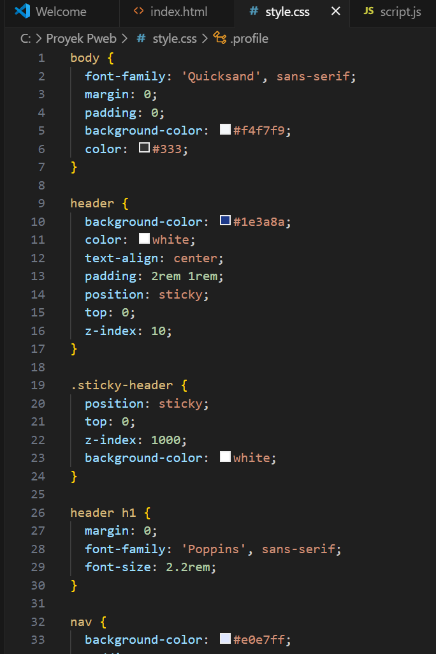 Welcome index.html # style.css JS script.js
C: > Proyek Pweb > # style.css > .profile
1 body {
2 font-family: 'Quicksand', sans-serif;
3 margin: 0;
4 padding: 0;
5 background-color: #f4f7f9;
6 color: #333;
7 }
8
9 header {
10 background-color: #1e3a8a;
11 color: white;
12 text-align: center;
13 padding: 2rem 1rem;
14 position: sticky;
15 top: 0;
16 z-index: 10;
17 }
18
19 .sticky-header {
20 position: sticky;
21 top: 0;
22 z-index: 1000;
23 background-color: white;
24 }
25
26 header h1 {
27 margin: 0;
28 font-family: 'Poppins', sans-serif;
29 font-size: 2.2rem;
30 }
31
32 nav {
33 background-color: #e0e7ff;